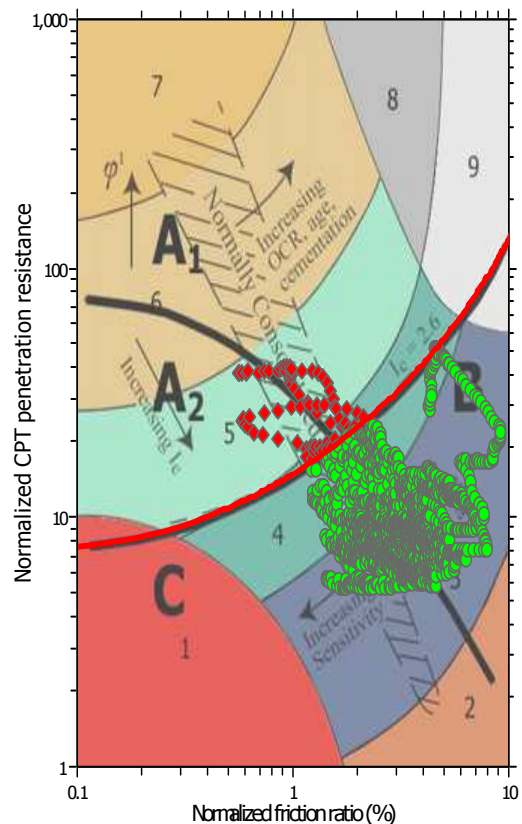 1,000
100
10
1
0.1
1
10
Normalized CPT penetration resistance
Normalized friction ratio (%)
7
8
9
φ'
A1
Increasing
OCR, age,
cementation
Normally
6
A2
Increasing Ic
5
Ic = 2.6
B
4
C
Increasing
Sensitivity
1
2